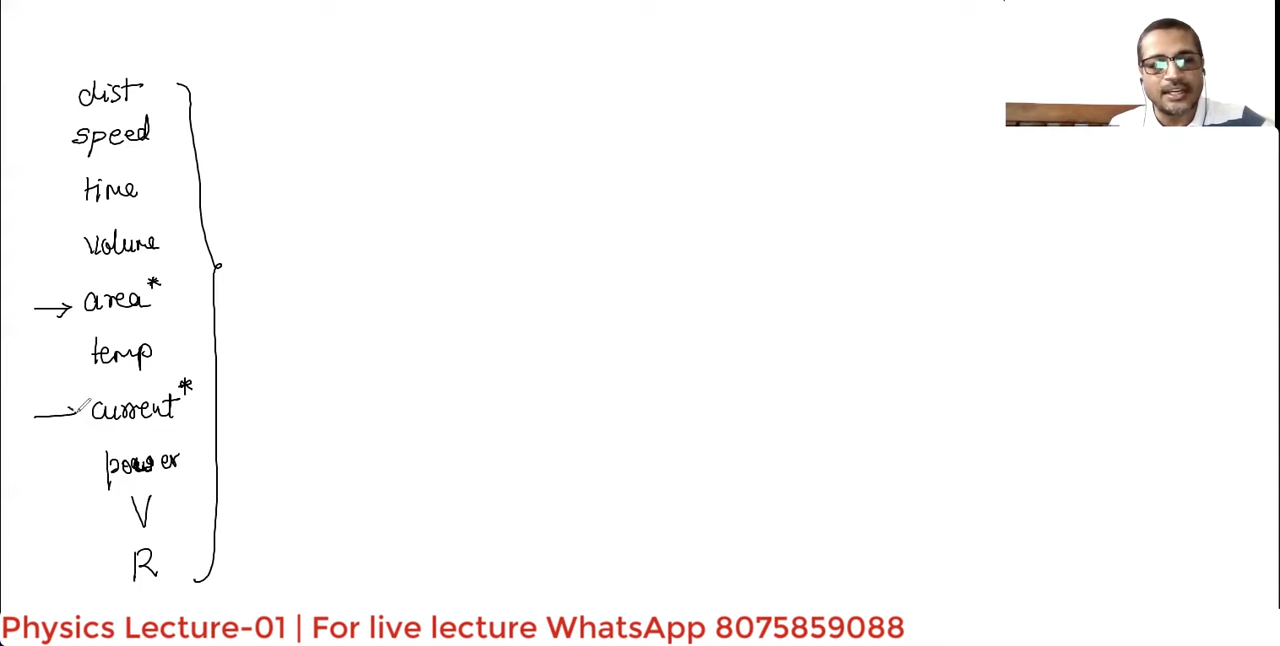 dist
speed
time
volume
→ area*
temp
→ current*
power
V
R
Physics Lecture-01 | For live lecture WhatsApp 8075859088